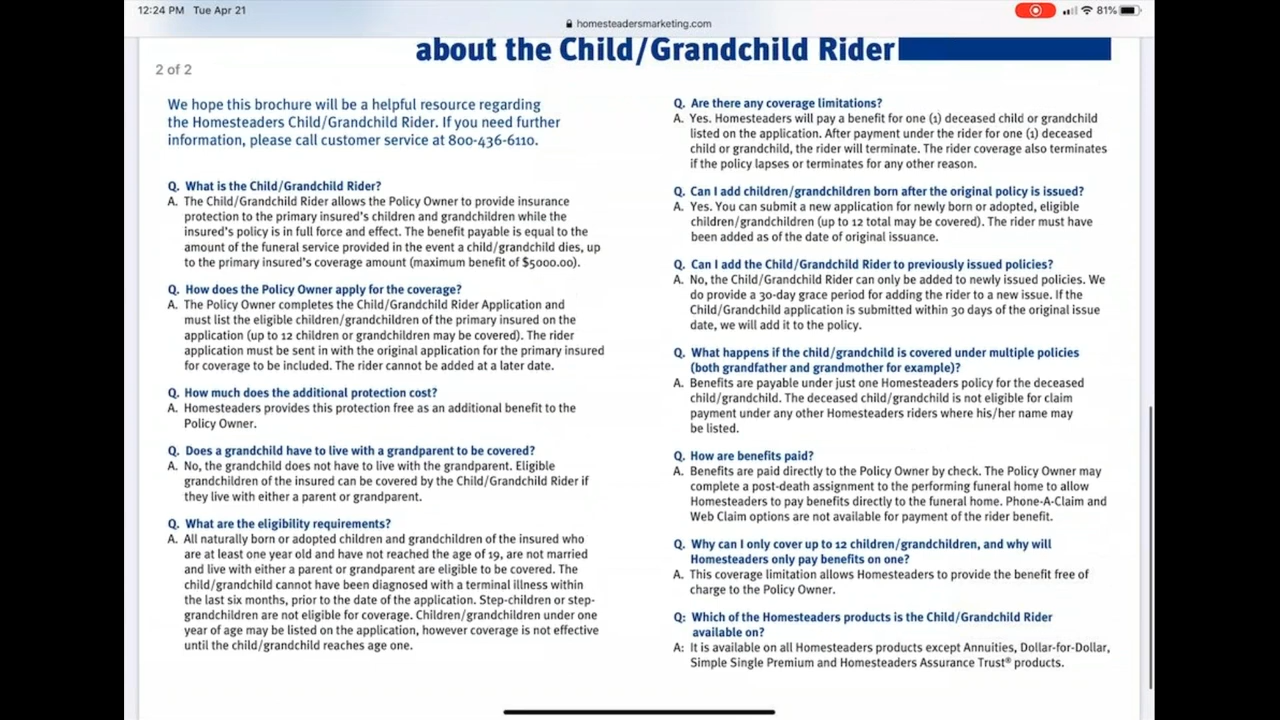 12:24 PM Tue Apr 21
81%
homesteadersmarketing.com
about the Child/Grandchild Rider
2 of 2
We hope this brochure will be a helpful resource regarding
the Homesteaders Child/Grandchild Rider. If you need further
information, please call customer service at 800-436-6110.
Q. What is the Child/Grandchild Rider?
A. The Child/Grandchild Rider allows the Policy Owner to provide insurance
protection to the primary insured's children and grandchildren while the
insured's policy is in full force and effect. The benefit payable is equal to the
amount of the funeral service provided in the event a child/grandchild dies, up
to the primary insured's coverage amount (maximum benefit of $5000.00).
Q. How does the Policy Owner apply for the coverage?
A. The Policy Owner completes the Child/Grandchild Rider Application and
must list the eligible children/grandchildren of the primary insured on the
application (up to 12 children or grandchildren may be covered). The rider
application must be sent in with the original application for the primary insured
for coverage to be included. The rider cannot be added at a later date.
Q. How much does the additional protection cost?
A. Homesteaders provides this protection free as an additional benefit to the
Policy Owner.
Q. Does a grandchild have to live with a grandparent to be covered?
A. No, the grandchild does not have to live with the grandparent. Eligible
grandchildren of the insured can be covered by the Child/Grandchild Rider if
they live with either a parent or grandparent.
Q. What are the eligibility requirements?
A. All naturally born or adopted children and grandchildren of the insured who
are at least one year old and have not reached the age of 19, are not married
and live with either a parent or grandparent are eligible to be covered. The
child/grandchild cannot have been diagnosed with a terminal illness within
the last six months, prior to the date of the application. Step-children or step-
grandchildren are not eligible for coverage. Children/grandchildren under one
year of age may be listed on the application, however coverage is not effective
until the child/grandchild reaches age one.
Q. Are there any coverage limitations?
A. Yes. Homesteaders will pay a benefit for one (1) deceased child or grandchild
listed on the application. After payment under the rider for one (1) deceased
child or grandchild, the rider will terminate. The rider coverage also terminates
if the policy lapses or terminates for any other reason.
Q. Can I add children/grandchildren born after the original policy is issued?
A. Yes. You can submit a new application for newly born or adopted, eligible
children/grandchildren (up to 12 total may be covered). The rider must have
been added as of the date of original issuance.
Q. Can I add the Child/Grandchild Rider to previously issued policies?
A. No, the Child/Grandchild Rider can only be added to newly issued policies. We
do provide a 30-day grace period for adding the rider to a new issue. If the
Child/Grandchild application is submitted within 30 days of the original issue
date, we will add it to the policy.
Q. What happens if the child/grandchild is covered under multiple policies
(both grandfather and grandmother for example)?
A. Benefits are payable under just one Homesteaders policy for the deceased
child/grandchild. The deceased child/grandchild is not eligible for claim
payment under any other Homesteaders riders where his/her name may
be listed.
Q. How are benefits paid?
A. Benefits are paid directly to the Policy Owner by check. The Policy Owner may
complete a post-death assignment to the performing funeral home to allow
Homesteaders to pay benefits directly to the funeral home. Phone-A-Claim and
Web Claim options are not available for payment of the rider benefit.
Q. Why can I only cover up to 12 children/grandchildren, and why will
Homesteaders only pay benefits on one?
A. This coverage limitation allows Homesteaders to provide the benefit free of
charge to the Policy Owner.
Q: Which of the Homesteaders products is the Child/Grandchild Rider
available on?
A: It is available on all Homesteaders products except Annuities, Dollar-for-Dollar,
Simple Single Premium and Homesteaders Assurance Trust® products.